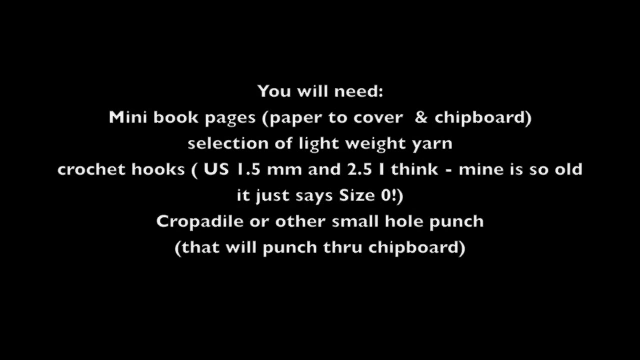 You will need:
Mini book pages (paper to cover & chipboard)
selection of light weight yarn
crochet hooks ( US 1.5 mm and 2.5 I think - mine is so old
it just says Size 0!)
Cropadile or other small hole punch
(that will punch thru chipboard)